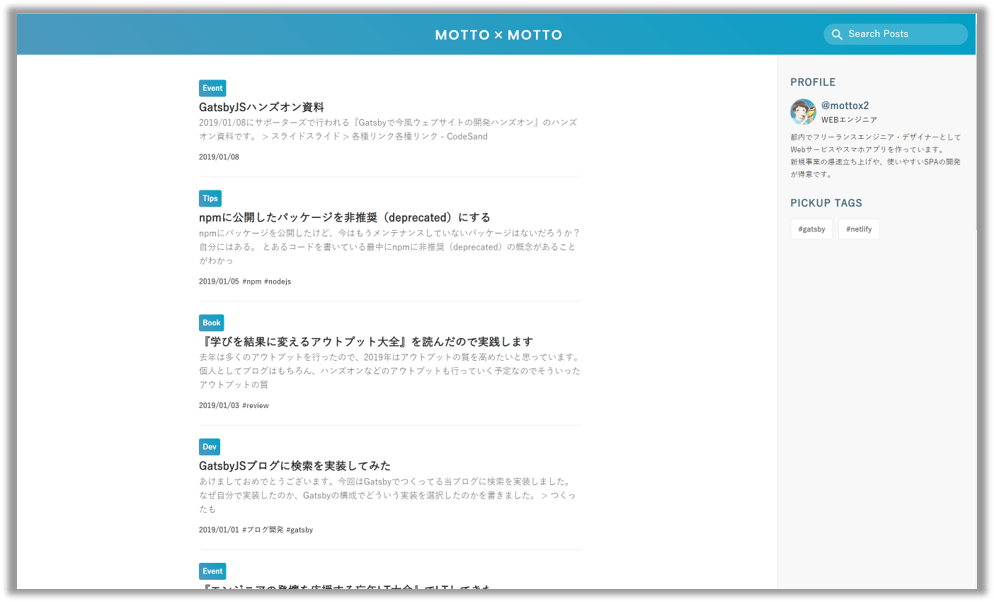 MOTTO × MOTTO
Search Posts
Event
GatsbyJSハンズオン資料
2019/01/08にサポーターズで行われる『Gatsbyで今風ウェブサイトの開発ハンズオン』のハンズ
オン資料です。 > スライドスライド > 各種リンク各種リンク - CodeSand
2019/01/08
Tips
npmに公開したパッケージを非推奨（deprecated）にする
npmにパッケージを公開したけど、今はもうメンテナンスしていないパッケージはないだろうか？
自分にはある。 とあるコードを書いている最中にnpmに非推奨（deprecated）の概念があること
がわかっ
2019/01/05 #npm #nodejs
Book
『学びを結果に変えるアウトプット大全』を読んだので実践します
去年は多くのアウトプットを行ったので、2019年はアウトプットの質を高めたいと思っています。
個人としてブログはもちろん、ハンズオンなどのアウトプットも行っていく予定なのでそういった
アウトプットの質
2019/01/03 #review
Dev
GatsbyJSブログに検索を実装してみた
あけましておめでとうございます。今回はGatsbyでつくってる当ブログに検索を実装しました。
なぜ自分で実装したのか、Gatsbyの構成でどういう実装を選択したのかを書きました。 > つくっ
たも
2019/01/01 #ブログ開発 #gatsby
Event
『エンジニアの登壇を応援する忘年LT大会』でLTしてきた
PROFILE
@mottox2
WEBエンジニア
都内でフリーランスエンジニア・デザイナーとして
Webサービスやスマホアプリを作っています。
新規事業の爆速立ち上げや、使いやすいSPAの開発
が得意です。
PICKUP TAGS
#gatsby
#netlify